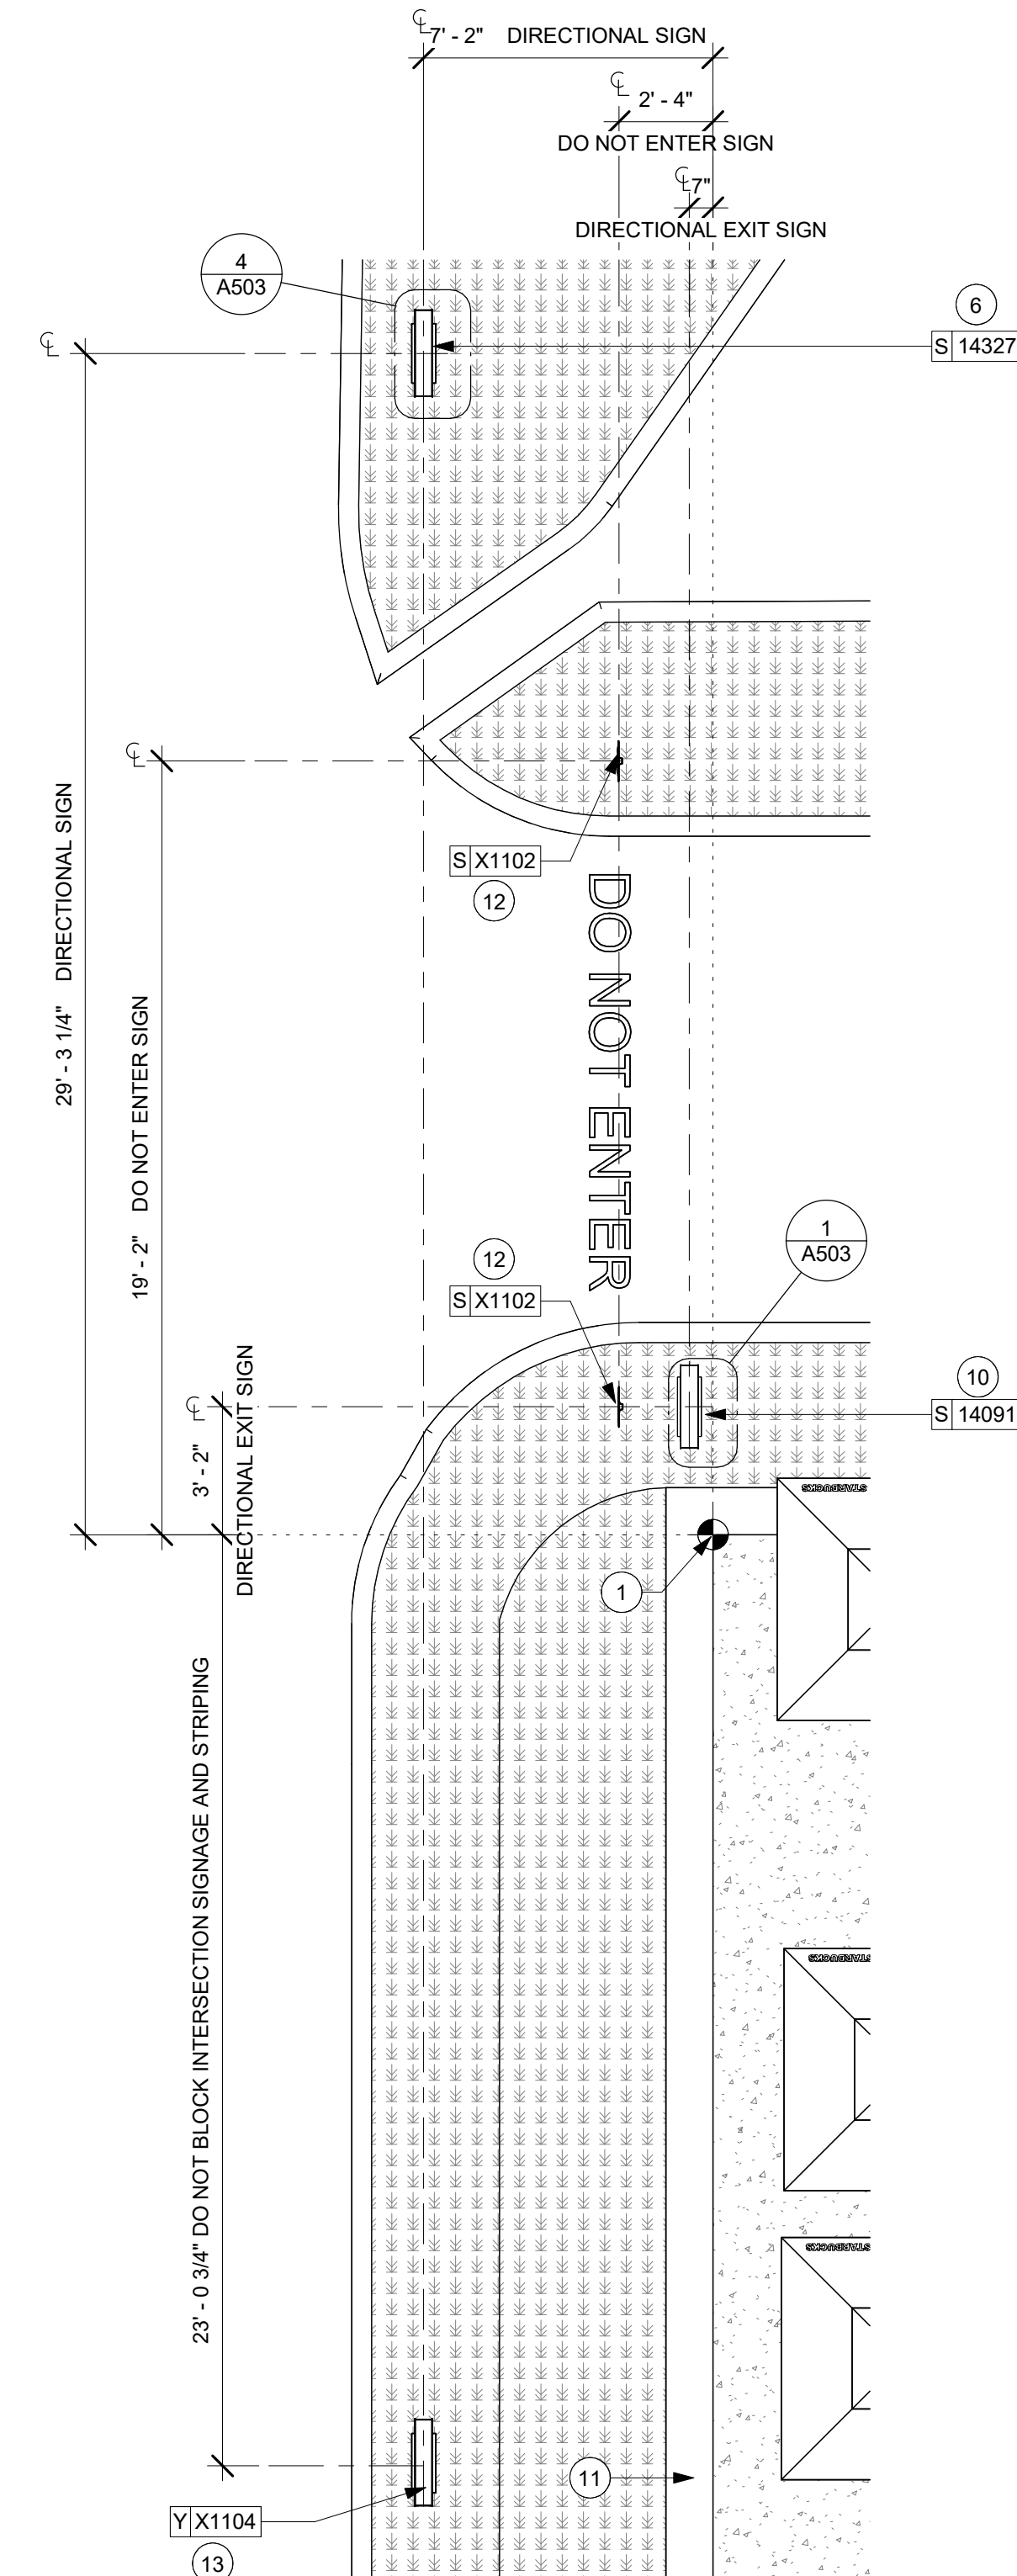 ℄ 7' - 2" DIRECTIONAL SIGN
℄ 2' - 4"
DO NOT ENTER SIGN
℄ 7"
DIRECTIONAL EXIT SIGN
4
A503
6
S 14327
℄
℄
29' - 3 1/4" DIRECTIONAL SIGN
19' - 2" DO NOT ENTER SIGN
S X1102
12
DO NOT ENTER
12
S X1102
1
A503
10
S 14091
℄
3' - 2"
DIRECTIONAL EXIT SIGN
STARBUCKS
1
23' - 0 3/4" DO NOT BLOCK INTERSECTION SIGNAGE AND STRIPING
STARBUCKS
STARBUCKS
11
Y X1104
13